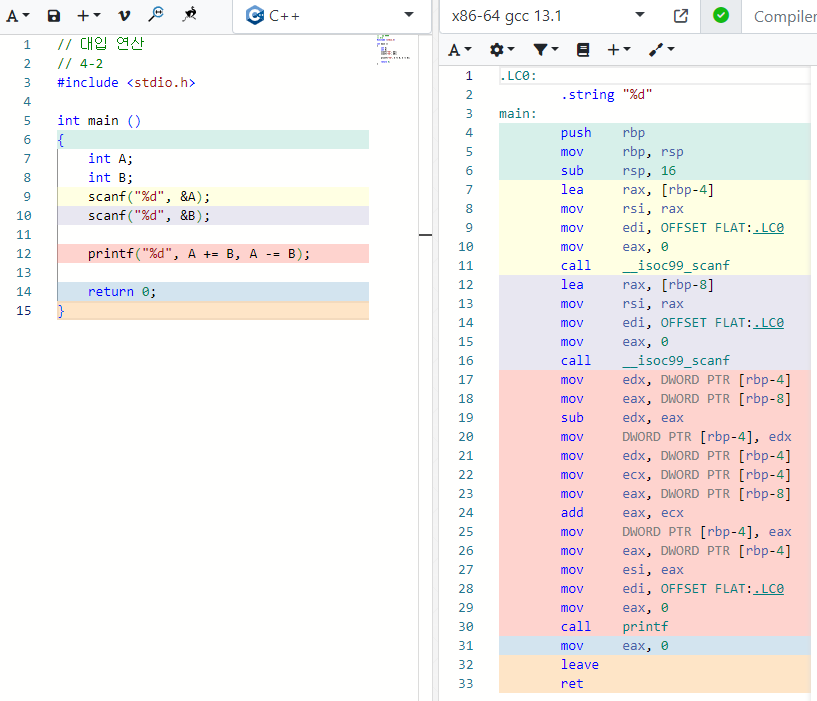 A
C++
1 // 대입 연산
2 // 4-2
3 #include <stdio.h>
4
5 int main ()
6 {
7     int A;
8     int B;
9     scanf("%d", &A);
10     scanf("%d", &B);
11
12     printf("%d", A += B, A -= B);
13
14     return 0;
15 }
x86-64 gcc 13.1
Compiler
A
1 .LC0:
2         .string "%d"
3 main:
4         push    rbp
5         mov     rbp, rsp
6         sub     rsp, 16
7         lea     rax, [rbp-4]
8         mov     rsi, rax
9         mov     edi, OFFSET FLAT:.LC0
10         mov     eax, 0
11         call    __isoc99_scanf
12         lea     rax, [rbp-8]
13         mov     rsi, rax
14         mov     edi, OFFSET FLAT:.LC0
15         mov     eax, 0
16         call    __isoc99_scanf
17         mov     edx, DWORD PTR [rbp-4]
18         mov     eax, DWORD PTR [rbp-8]
19         sub     edx, eax
20         mov     DWORD PTR [rbp-4], edx
21         mov     edx, DWORD PTR [rbp-4]
22         mov     ecx, DWORD PTR [rbp-4]
23         mov     eax, DWORD PTR [rbp-8]
24         add     eax, ecx
25         mov     DWORD PTR [rbp-4], eax
26         mov     eax, DWORD PTR [rbp-4]
27         mov     esi, eax
28         mov     edi, OFFSET FLAT:.LC0
29         mov     eax, 0
30         call    printf
31         mov     eax, 0
32         leave
33         ret